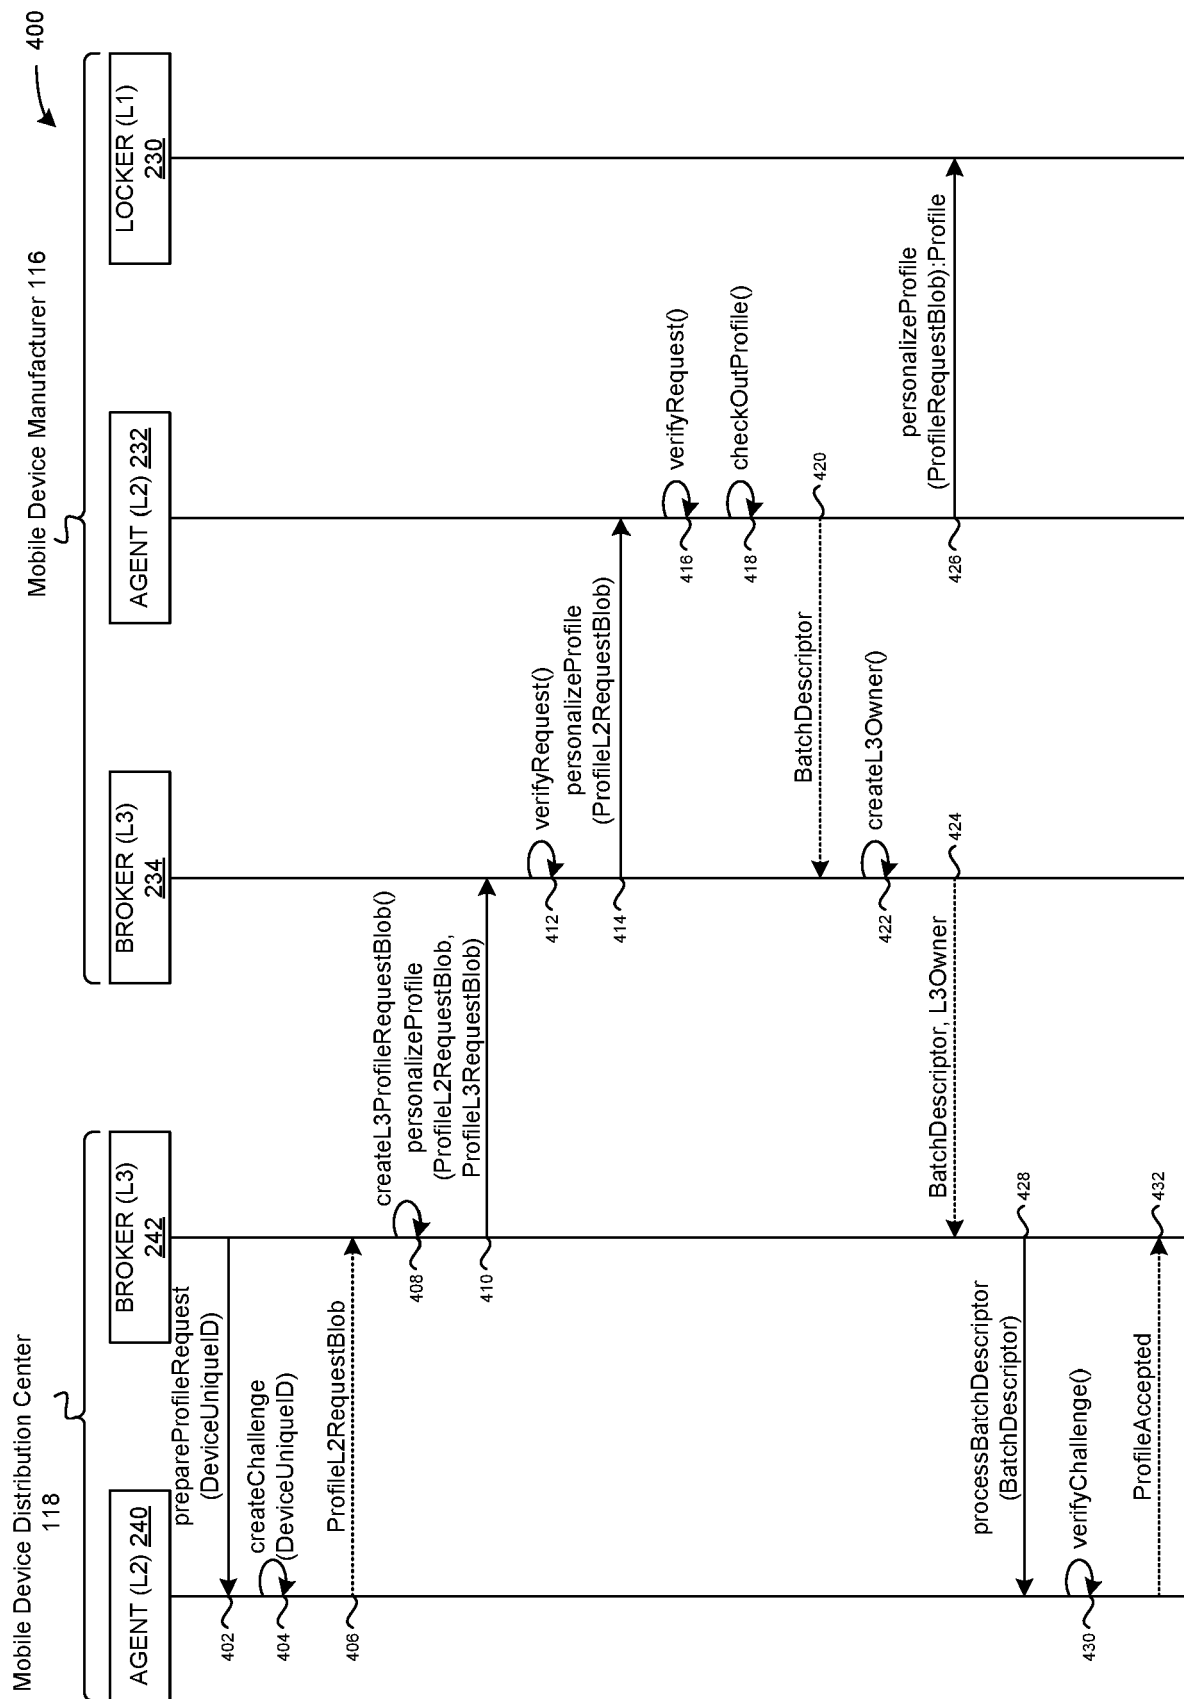 Mobile Device Distribution Center
118
Mobile Device Manufacturer 116
400
AGENT (L2) 240
BROKER (L3)
242
BROKER (L3)
234
AGENT (L2) 232
LOCKER (L1)
230
prepareProfileRequest
(DeviceUniqueID)
402
createChallenge
(DeviceUniqueID)
404
ProfileL2RequestBlob
406
createL3ProfileRequestBlob()
408
personalizeProfile
(ProfileL2RequestBlob,
ProfileL3RequestBlob)
410
verifyRequest()
412
personalizeProfile
(ProfileL2RequestBlob)
414
verifyRequest()
416
checkOutProfile()
418
BatchDescriptor
420
createL3Owner()
422
BatchDescriptor, L3Owner
424
personalizeProfile
(ProfileRequestBlob):Profile
426
processBatchDescriptor
(BatchDescriptor)
428
verifyChallenge()
430
ProfileAccepted
432